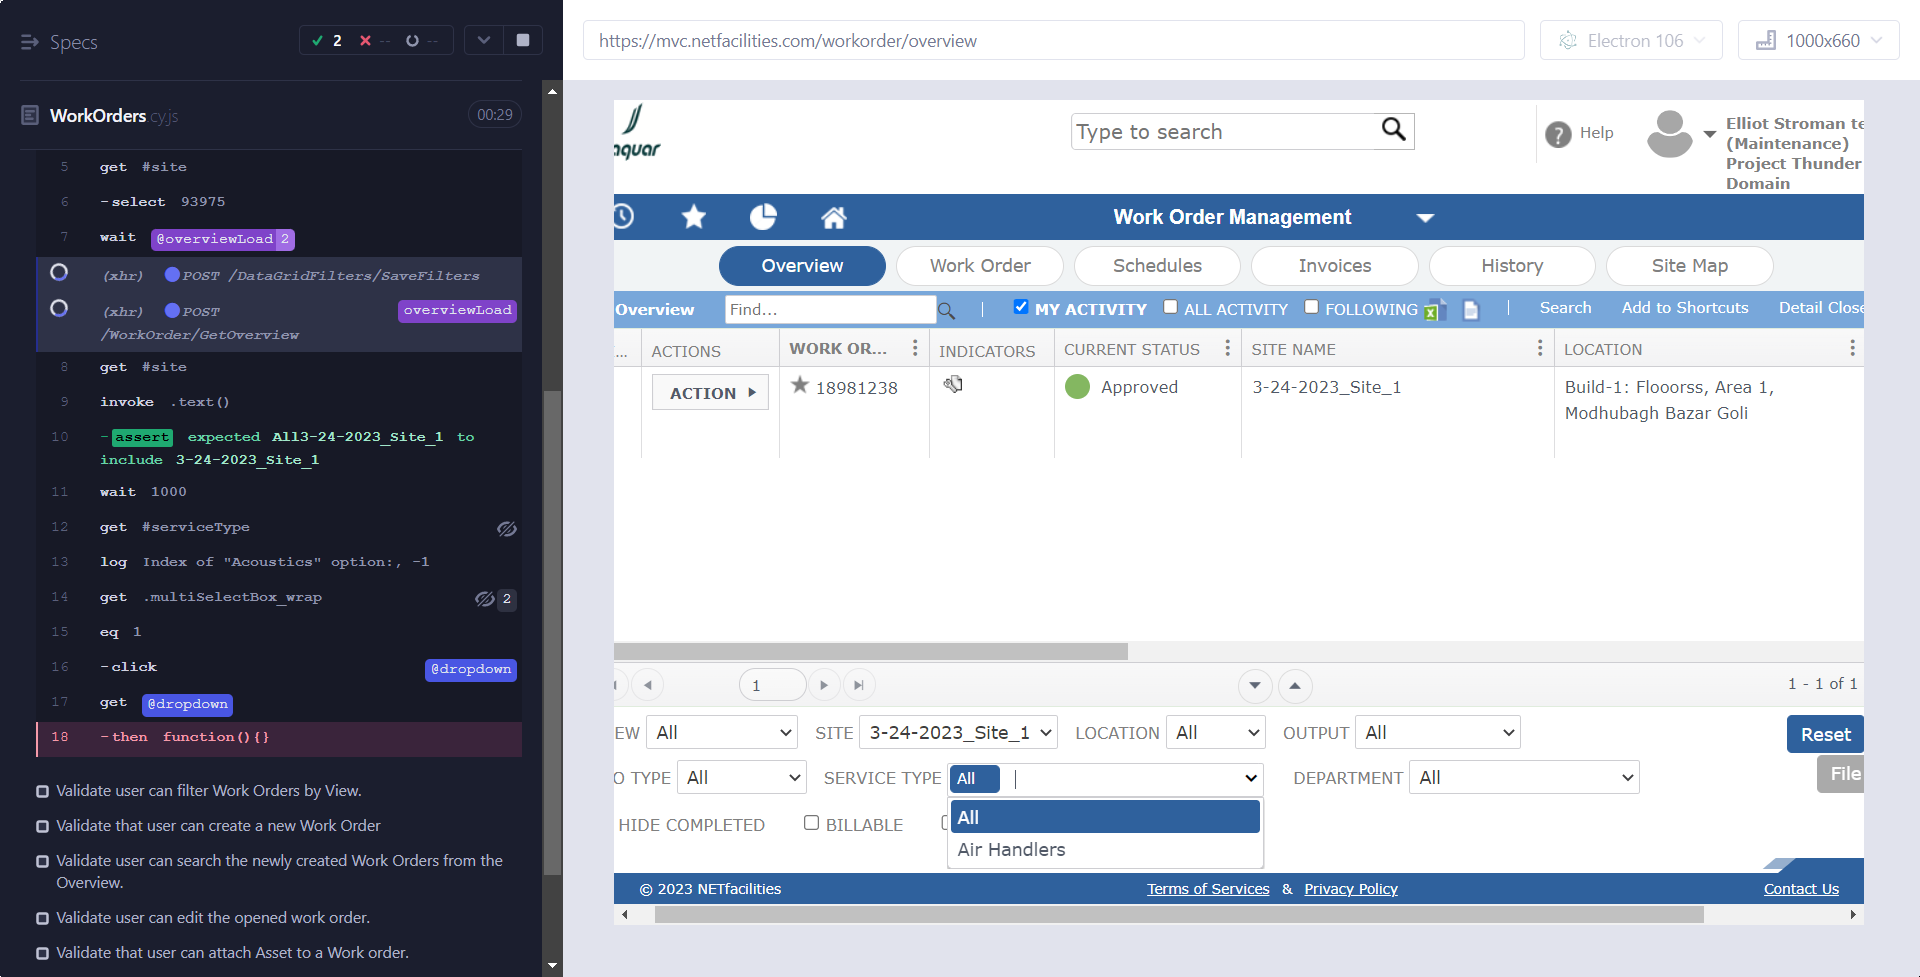 Specs
2 -- --
https://mvc.netfacilities.com/workorder/overview
Electron 106
1000x660
WorkOrders.cy.js
00:29
5 get #site
6 -select 93975
7 wait @overviewLoad 2
(xhr) POST /DataGridFilters/SaveFilters
(xhr) POST overviewLoad
/WorkOrder/GetOverview
8 get #site
9 invoke .text()
10 -assert expected All3-24-2023_Site_1 to
include 3-24-2023_Site_1
11 wait 1000
12 get #serviceType
13 log Index of "Acoustics" option:, -1
14 get .multiSelectBox_wrap 2
15 eq 1
16 -click @dropdown
17 get @dropdown
18 -then function(){}
Validate user can filter Work Orders by View.
Validate that user can create a new Work Order
Validate user can search the newly created Work Orders from the
Overview.
Validate user can edit the opened work order.
Validate that user can attach Asset to a Work order.
aquar
Type to search
? Help
Elliot Stroman te
(Maintenance)
Project Thunder
Domain
Work Order Management
Overview Work Order Schedules Invoices History Site Map
Overview Find... | MY ACTIVITY ALL ACTIVITY FOLLOWING | Search Add to Shortcuts Detail Close
... ACTIONS WORK OR... INDICATORS CURRENT STATUS SITE NAME LOCATION
ACTION 18981238 Approved 3-24-2023_Site_1 Build-1: Flooorss, Area 1,
Modhubagh Bazar Goli
1 1 - 1 of 1
EW All SITE 3-24-2023_Site_1 LOCATION All OUTPUT All Reset
O TYPE All SERVICE TYPE All DEPARTMENT All File
HIDE COMPLETED BILLABLE
All
Air Handlers
© 2023 NETfacilities Terms of Services & Privacy Policy Contact Us